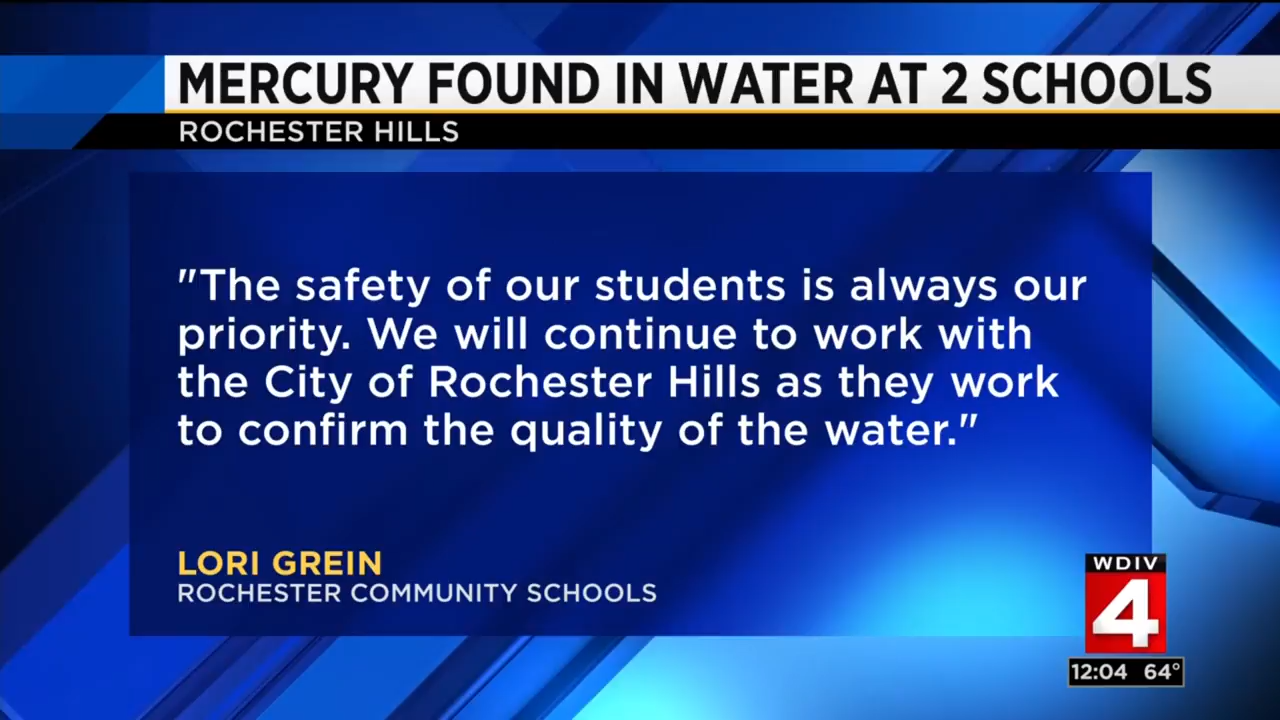 MERCURY FOUND IN WATER AT 2 SCHOOLS
ROCHESTER HILLS
"The safety of our students is always our
priority. We will continue to work with
the City of Rochester Hills as they work
to confirm the quality of the water."
LORI GREIN
ROCHESTER COMMUNITY SCHOOLS
WDIV
4
12:04 64°